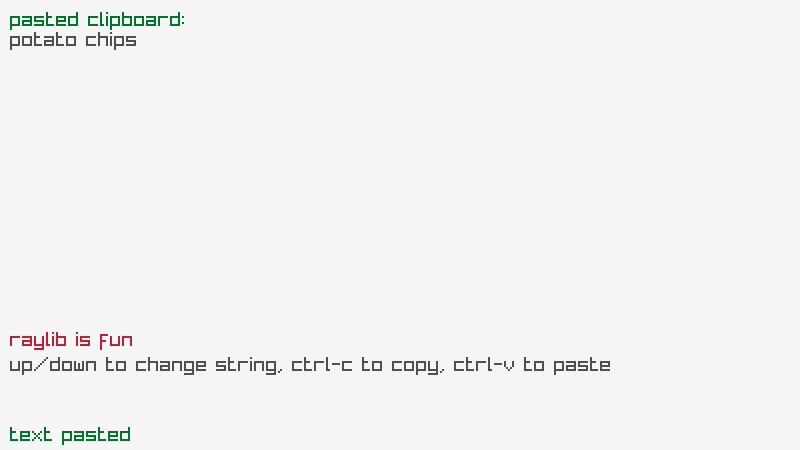 pasted clipboard:
potato chips
raylib is fun
up/down to change string, ctrl-c to copy, ctrl-v to paste
text pasted